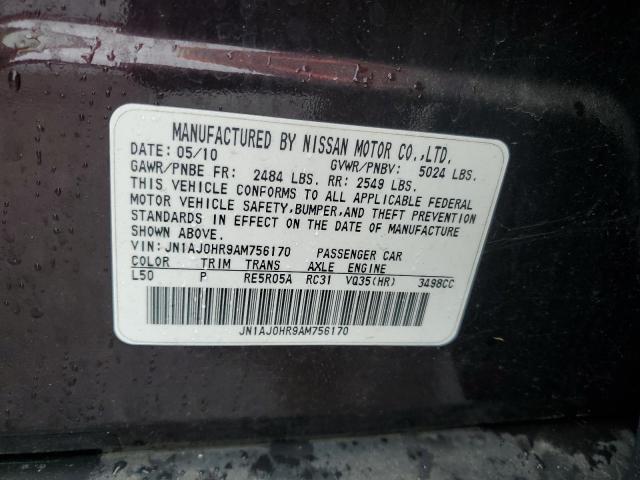 MANUFACTURED BY NISSAN MOTOR CO.,LTD.
DATE: 05/10 GVWR/PNBV: 5024 LBS.
GAWR/PNBE FR: 2484 LBS. RR: 2549 LBS.
THIS VEHICLE CONFORMS TO ALL APPLICABLE FEDERAL
MOTOR VEHICLE SAFETY, BUMPER, AND THEFT PREVENTION
STANDARDS IN EFFECT ON THE DATE OF MANUFACTURE
SHOWN ABOVE.
VIN: JN1AJ0HR9AM756170 PASSENGER CAR
COLOR TRIM TRANS AXLE ENGINE
L50 P RE5R05A RC31 VQ35(HR) 3498CC
JN1AJ0HR9AM756170